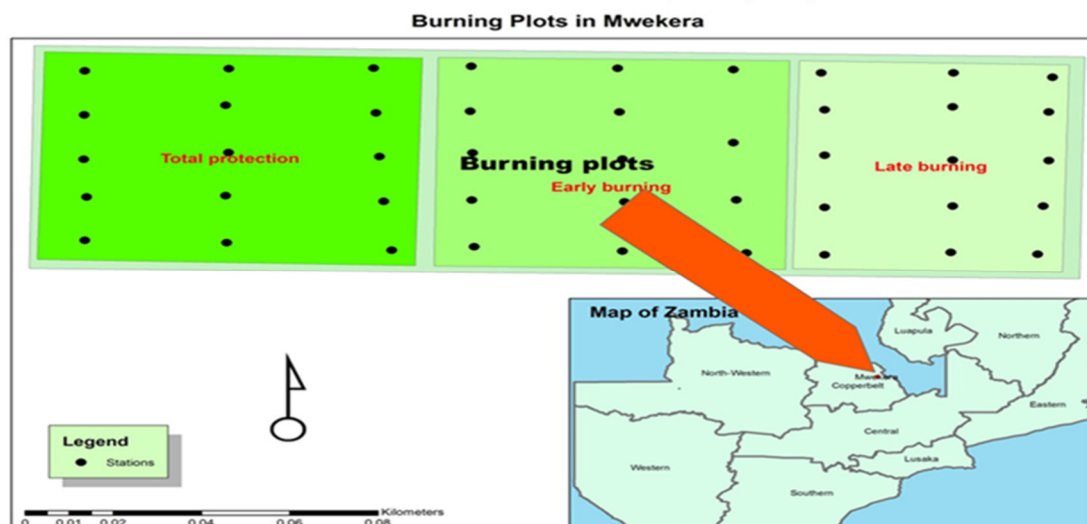 Burning Plots in Mwekera
Total protection
Burning plots
Early burning
Late burning
Map of Zambia
Luapula
Northern
North-Western
Mwekera
Copperbelt
Eastern
Central
Lusaka
Western
Southern
Legend
Stations
Kilometers
0 0.01 0.02 0.04 0.06 0.08